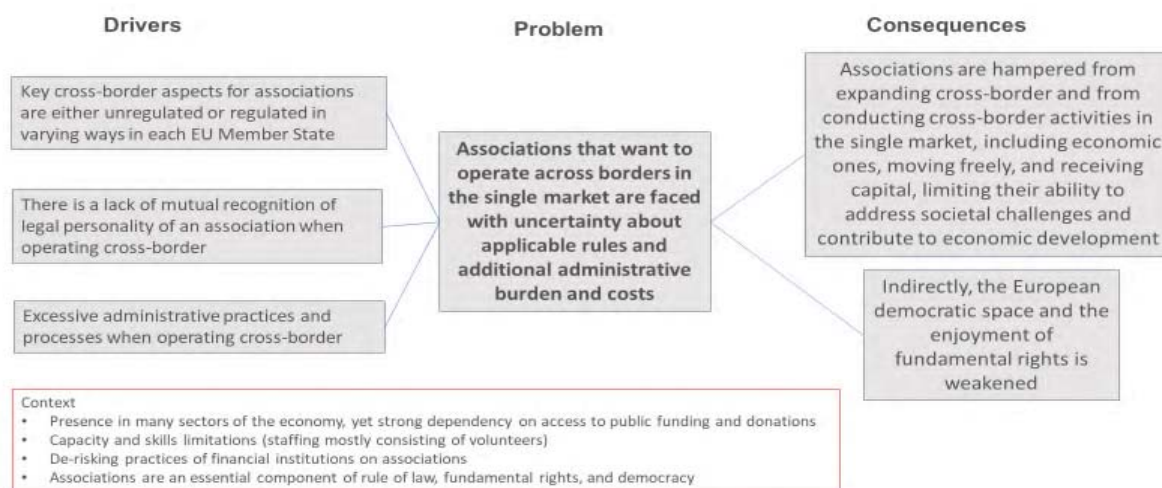 Drivers
Problem
Consequences
Key cross-border aspects for associations
are either unregulated or regulated in
varying ways in each EU Member State
There is a lack of mutual recognition of
legal personality of an association when
operating cross-border
Excessive administrative practices and
processes when operating cross-border
Associations that want to
operate across borders in
the single market are faced
with uncertainty about
applicable rules and
additional administrative
burden and costs
Associations are hampered from
expanding cross-border and from
conducting cross-border activities in
the single market, including economic
ones, moving freely, and receiving
capital, limiting their ability to
address societal challenges and
contribute to economic development
Indirectly, the European
democratic space and the
enjoyment of
fundamental rights is
weakened
Context
• Presence in many sectors of the economy, yet strong dependency on access to public funding and donations
• Capacity and skills limitations (staffing mostly consisting of volunteers)
• De-risking practices of financial institutions on associations
• Associations are an essential component of rule of law, fundamental rights, and democracy